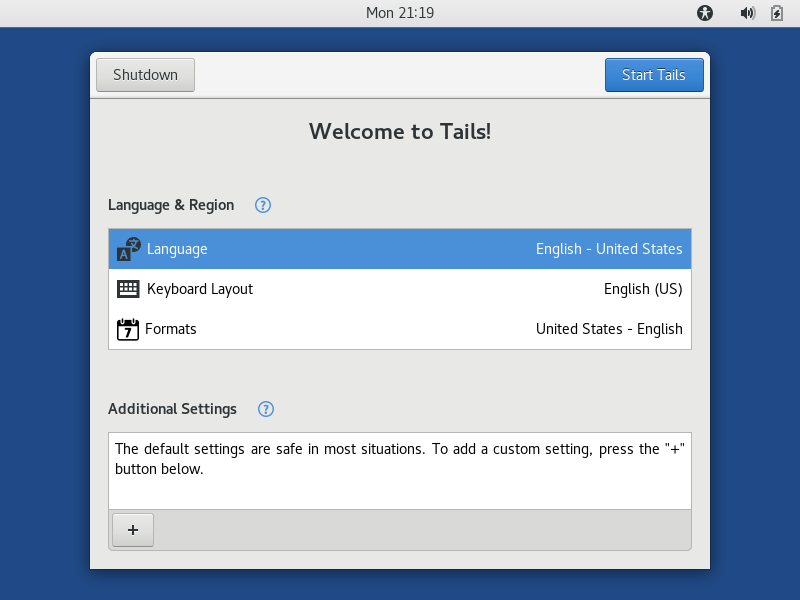 Mon 21:19
Shutdown
Start Tails
Welcome to Tails!
Language & Region ?
Language English - United States
Keyboard Layout English (US)
7 Formats United States - English
Additional Settings ?
The default settings are safe in most situations. To add a custom setting, press the "+"
button below.
+